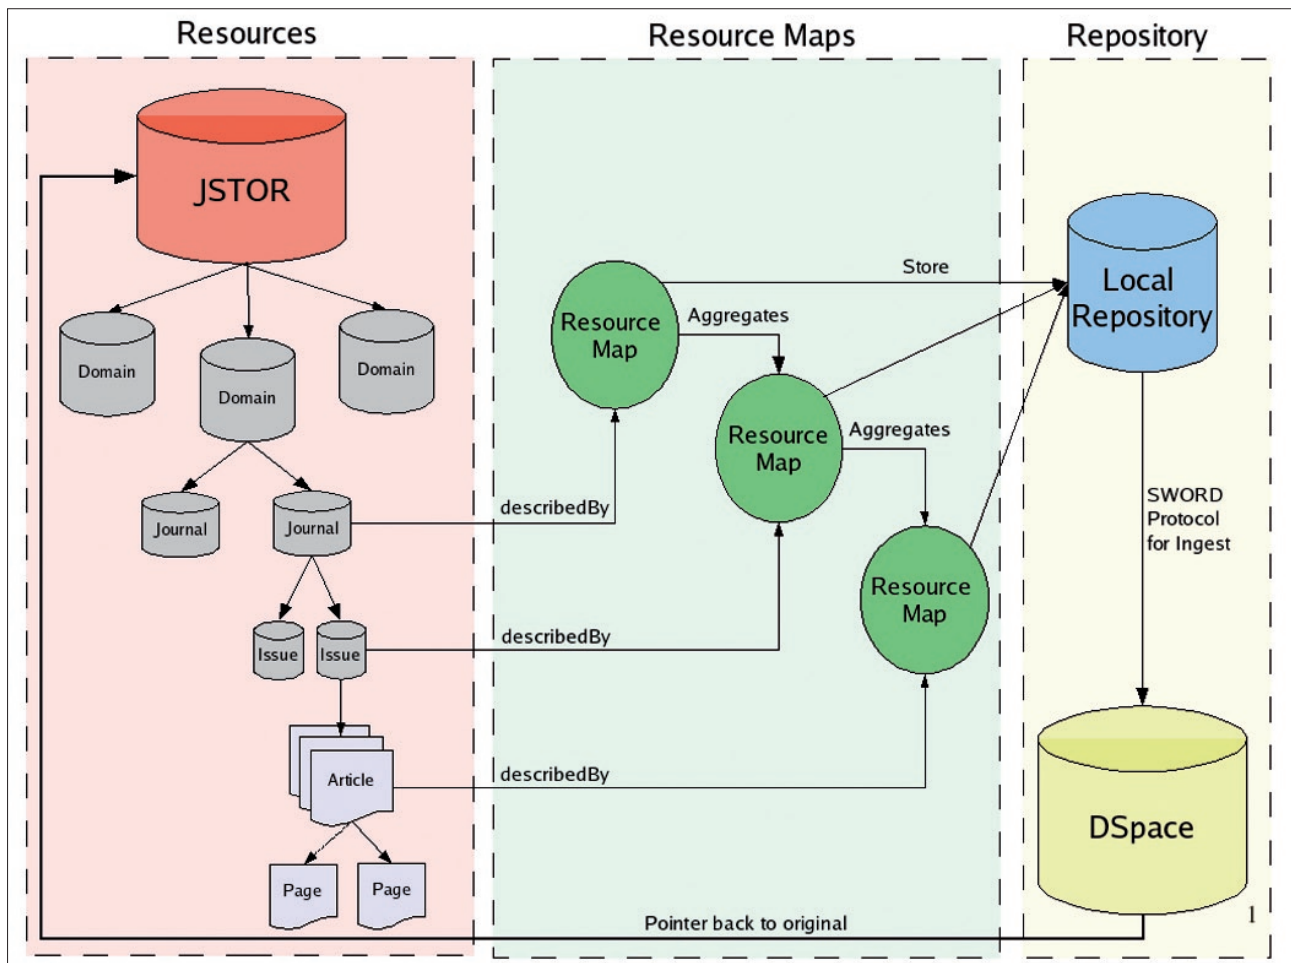 Resources
Resource Maps
Repository
JSTOR
Domain
Domain
Domain
Journal
Journal
Issue
Issue
Article
Page
Page
describedBy
describedBy
describedBy
Resource
Map
Aggregates
Resource
Map
Aggregates
Resource
Map
Store
Local
Repository
SWORD
Protocol
for Ingest
DSpace
1
Pointer back to original